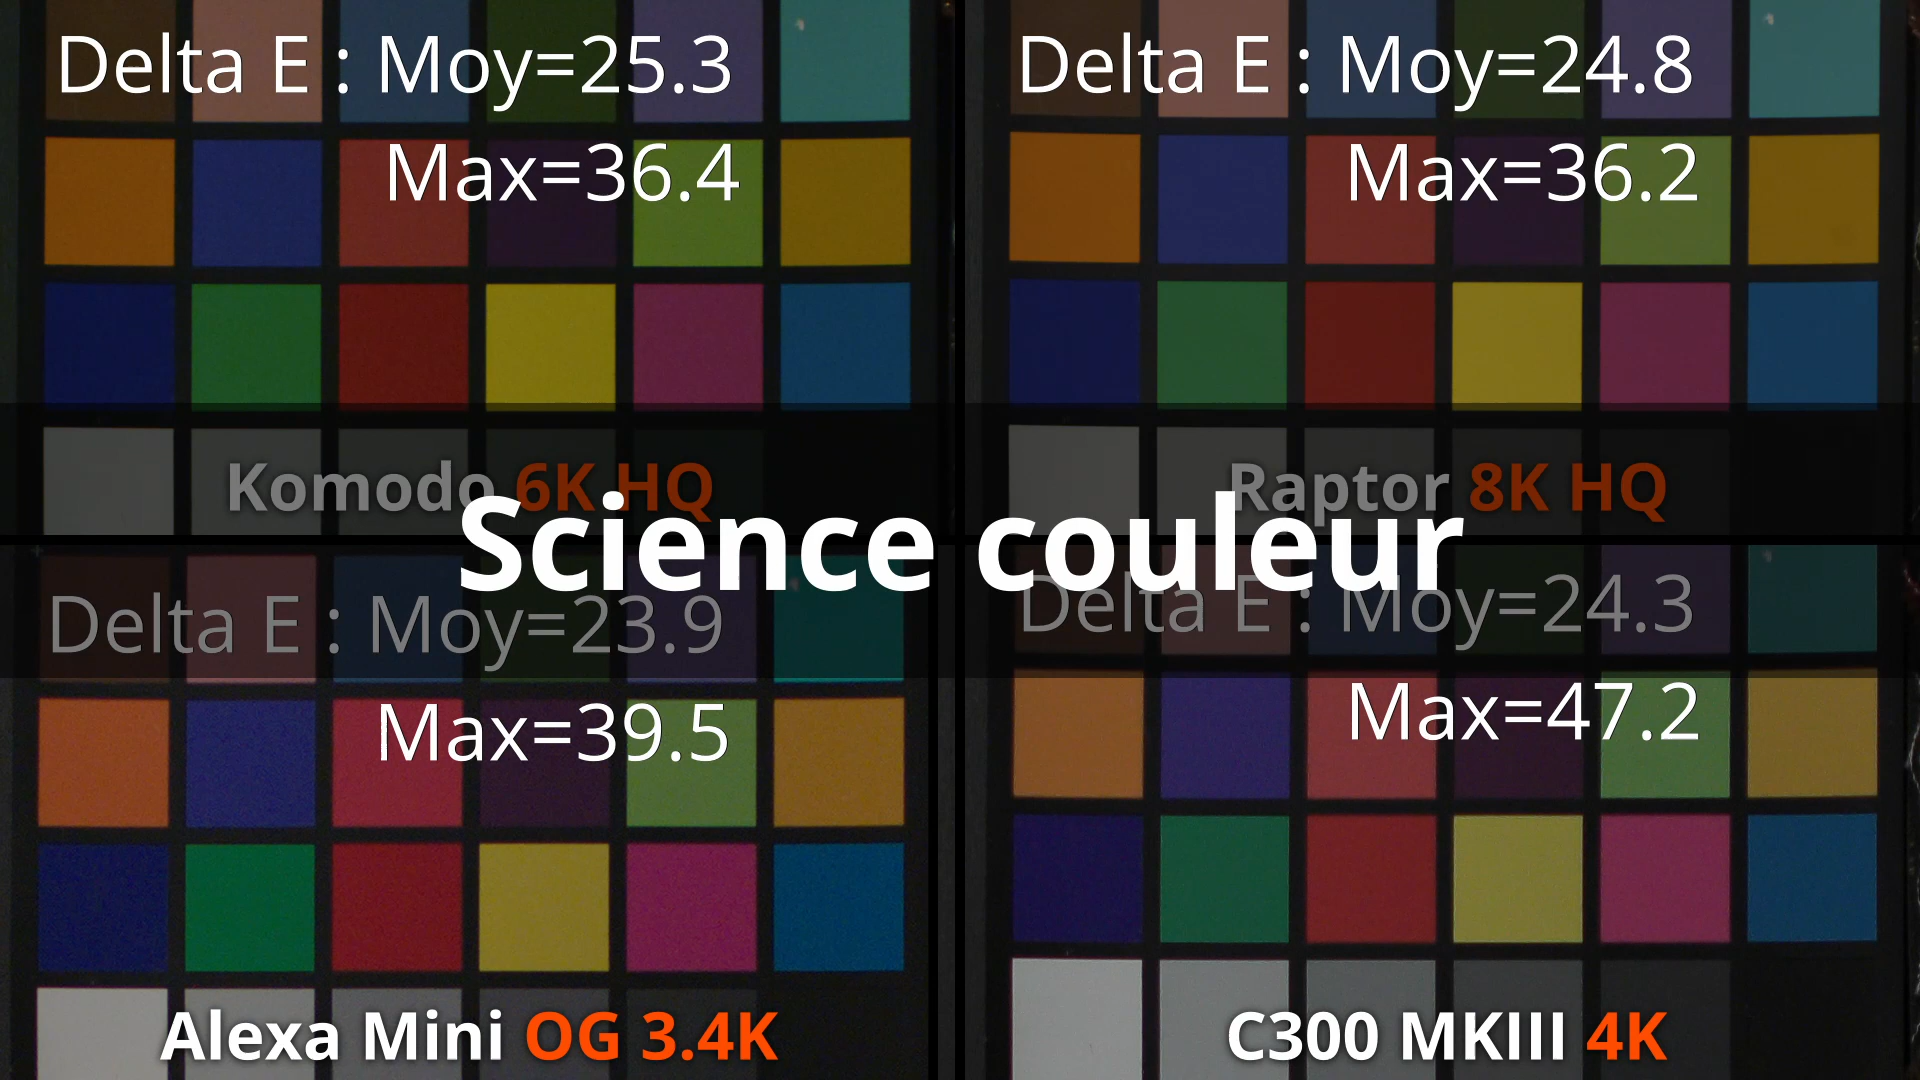 Delta E : Moy=25.3
Max=36.4
Komodo 6K HQ
Delta E : Moy=24.8
Max=36.2
Raptor 8K HQ
Science couleur
Delta E : Moy=23.9
Max=39.5
Alexa Mini OG 3.4K
Delta E : Moy=24.3
Max=47.2
C300 MKIII 4K